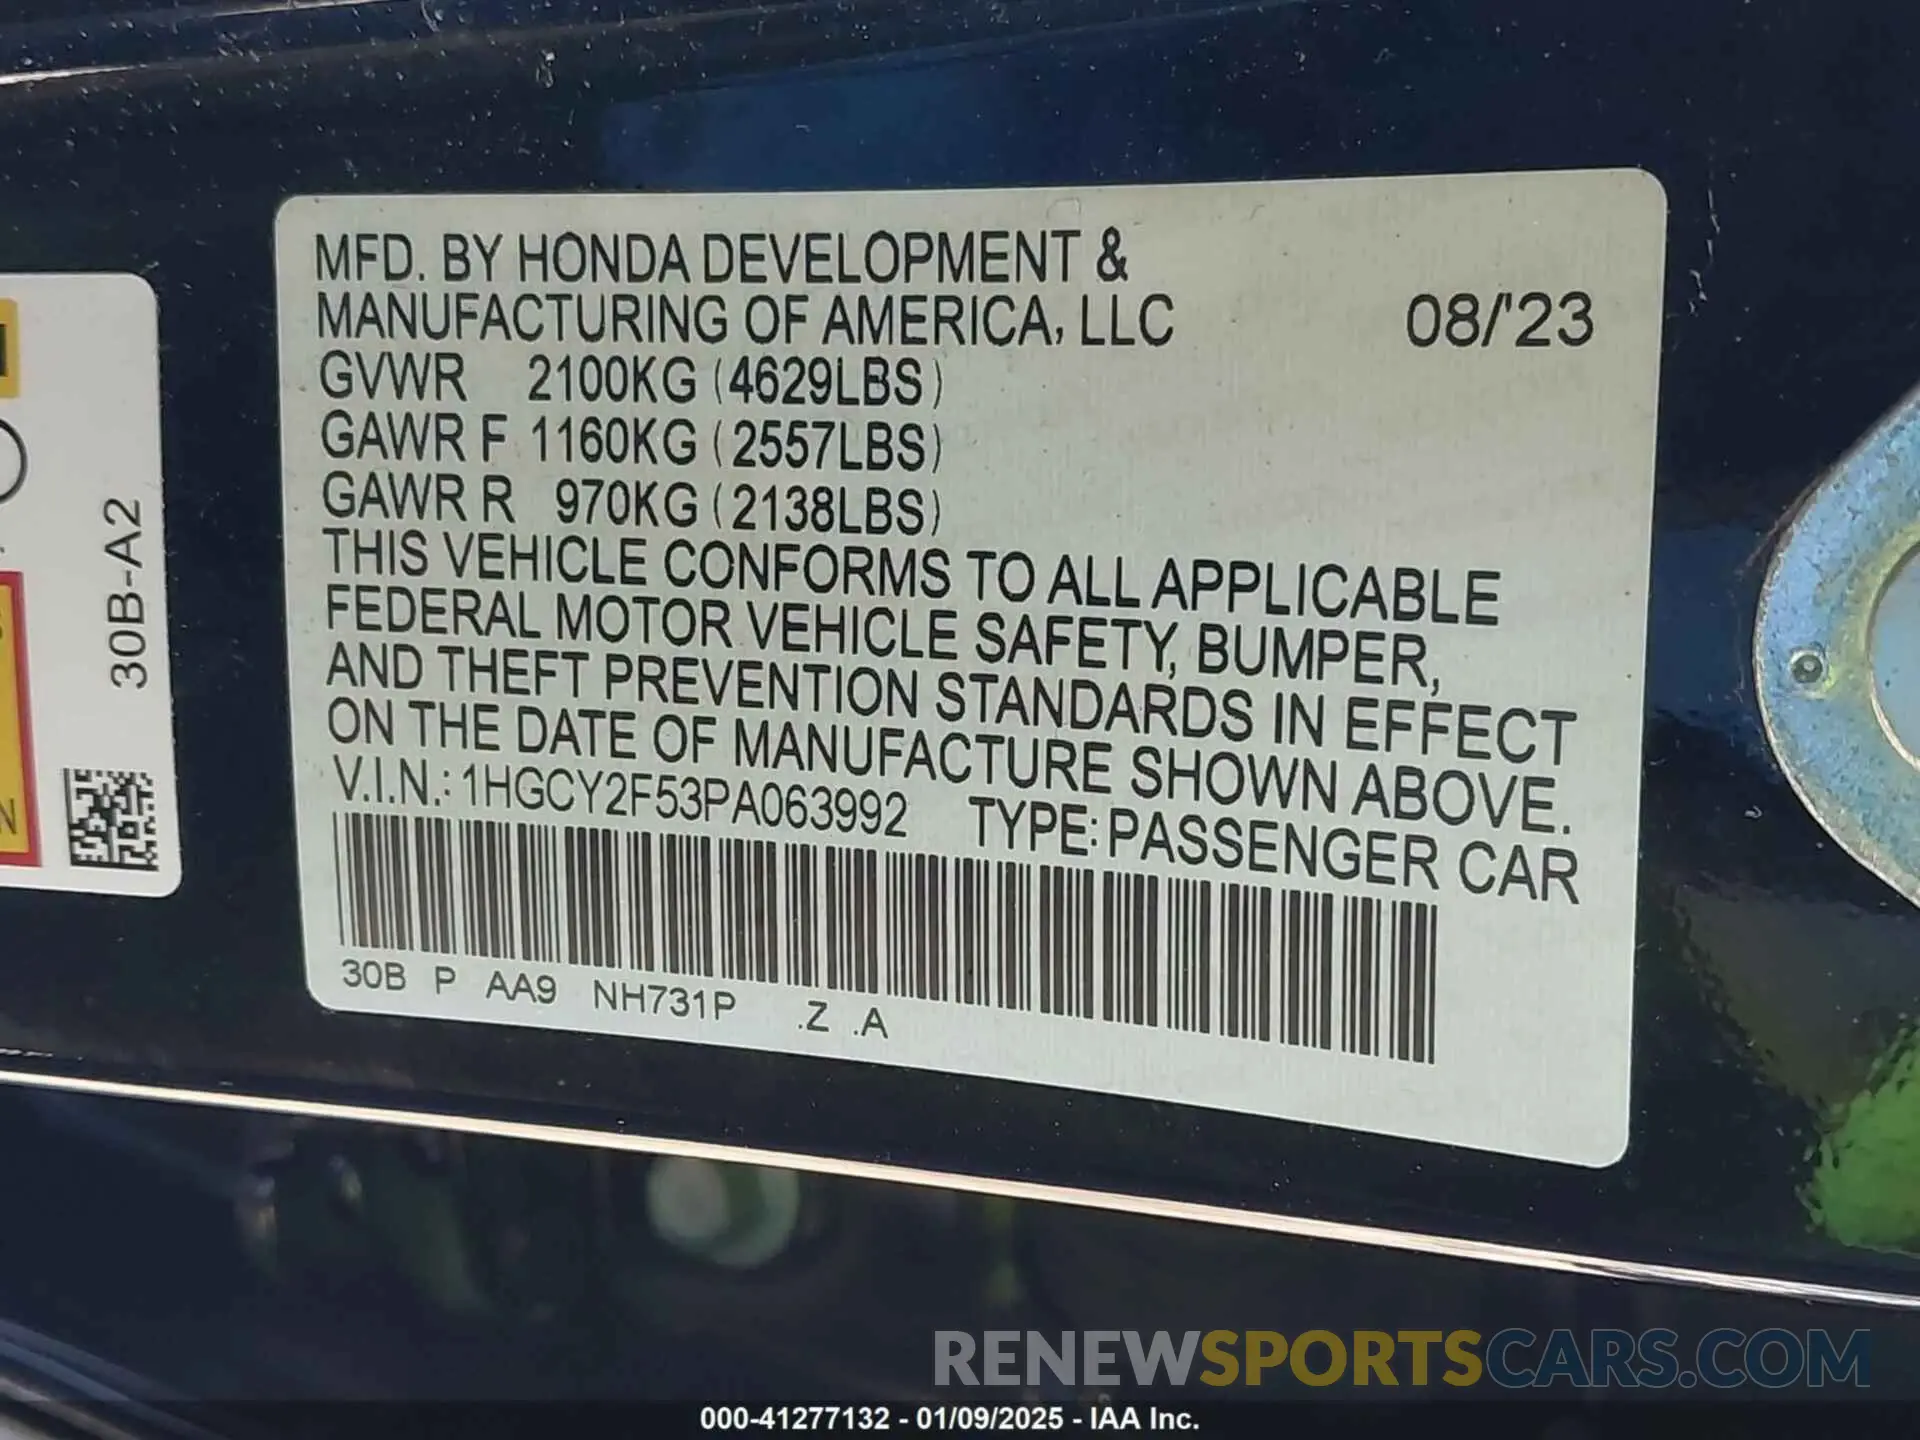 MFD. BY HONDA DEVELOPMENT &
MANUFACTURING OF AMERICA, LLC 08/'23
GVWR 2100KG (4629LBS)
GAWR F 1160KG (2557LBS)
GAWR R 970KG (2138LBS)
THIS VEHICLE CONFORMS TO ALL APPLICABLE
FEDERAL MOTOR VEHICLE SAFETY, BUMPER,
AND THEFT PREVENTION STANDARDS IN EFFECT
ON THE DATE OF MANUFACTURE SHOWN ABOVE.
V.I.N.: 1HGCY2F53PA063992 TYPE: PASSENGER CAR
30B P AA9 NH731P .Z .A
30B-A2
RENEWSPORTSCARS.COM
000-41277132 - 01/09/2025 - IAA Inc.